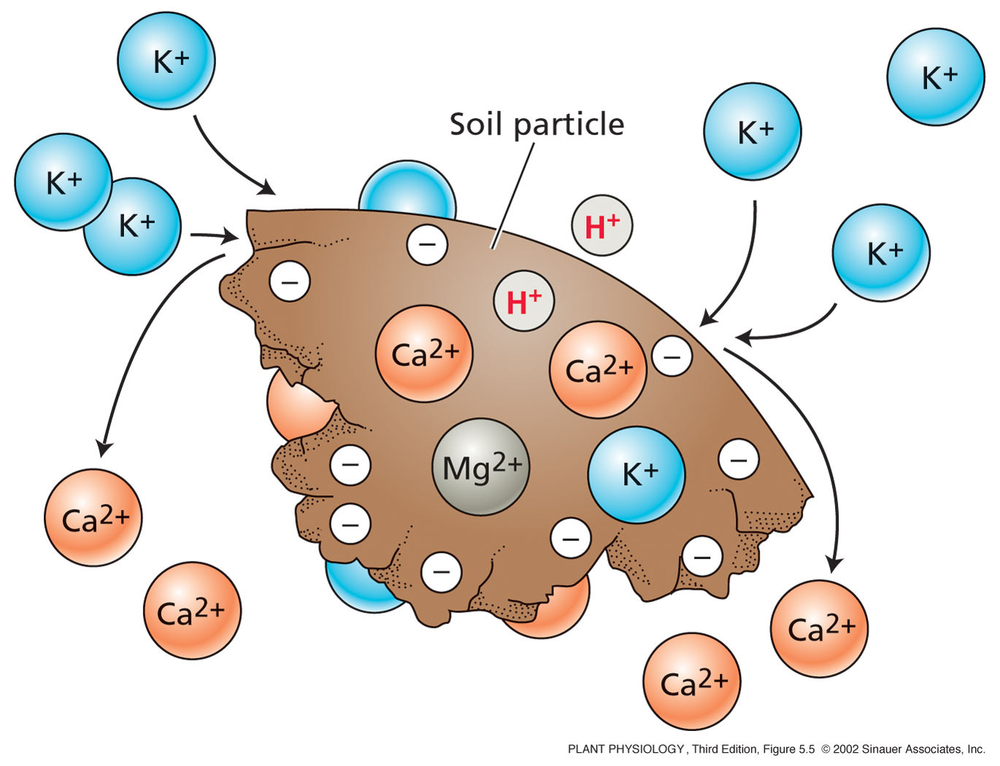 K+
K+
K+
Soil particle
K+
K+
K+
H+
–
–
H+
Ca2+
Ca2+
–
–
Mg2+
K+
–
–
–
–
–
Ca2+
Ca2+
Ca2+
Ca2+
PLANT PHYSIOLOGY, Third Edition, Figure 5.5 © 2002 Sinauer Associates, Inc.